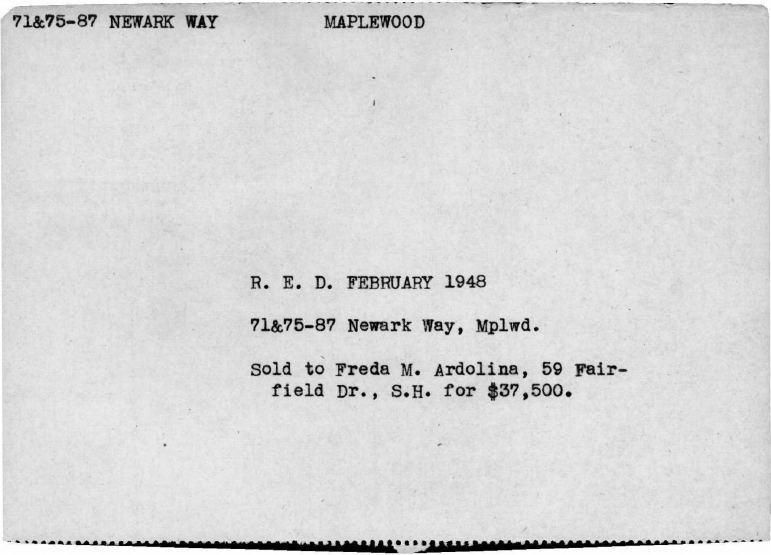 71&75-87 NEWARK WAY MAPLEWOOD
R. E. D. FEBRUARY 1948
71&75-87 Newark Way, Mplwd.
Sold to Freda M. Ardolina, 59 Fair-
field Dr., S.H. for $37,500.